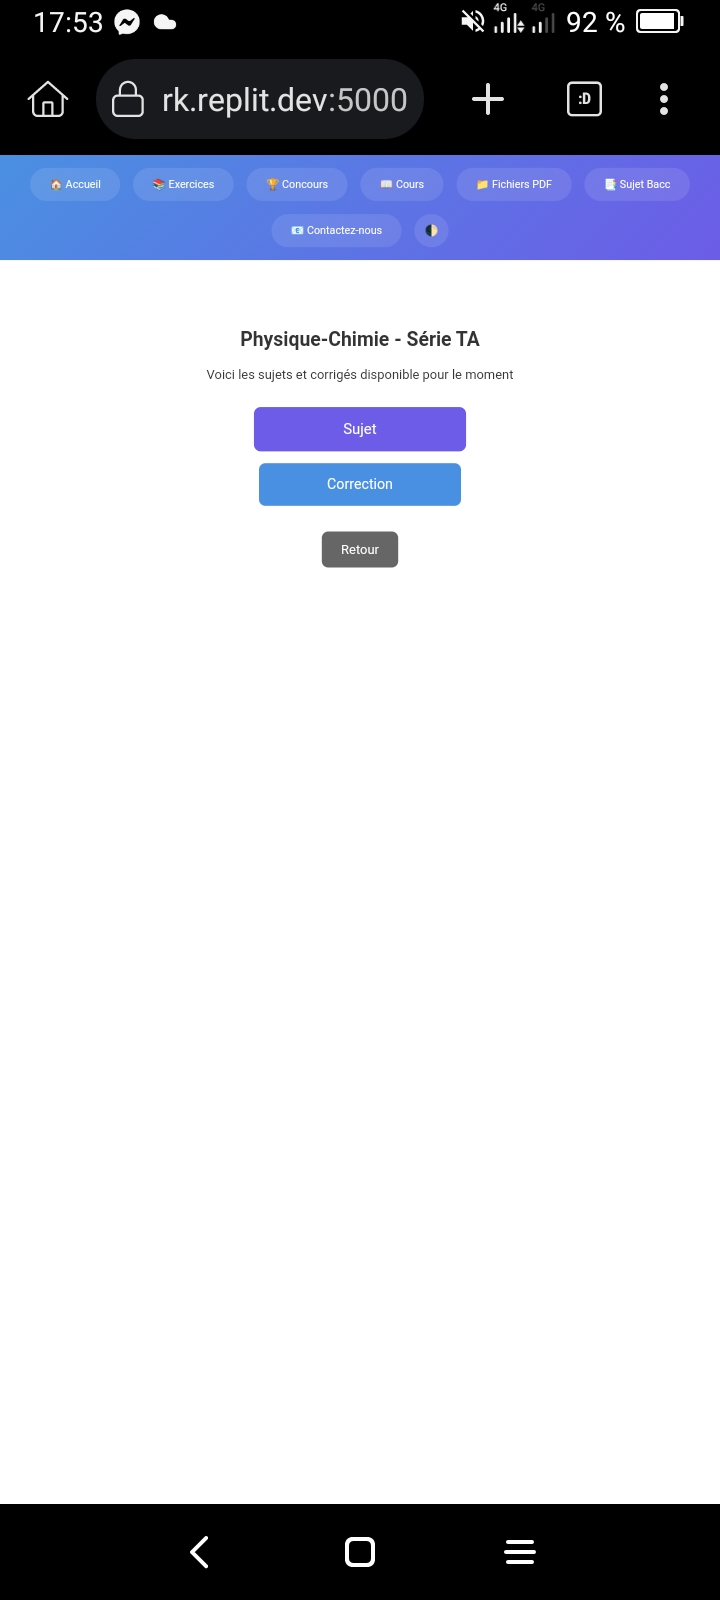 17:53
4G 4G 92 %
rk.replit.dev:5000
:D
🏠 Accueil 📚 Exercices 🏆 Concours 📖 Cours 📁 Fichiers PDF 📑 Sujet Bacc
📧 Contactez-nous 🌓
Physique-Chimie - Série TA
Voici les sujets et corrigés disponible pour le moment
Sujet
Correction
Retour